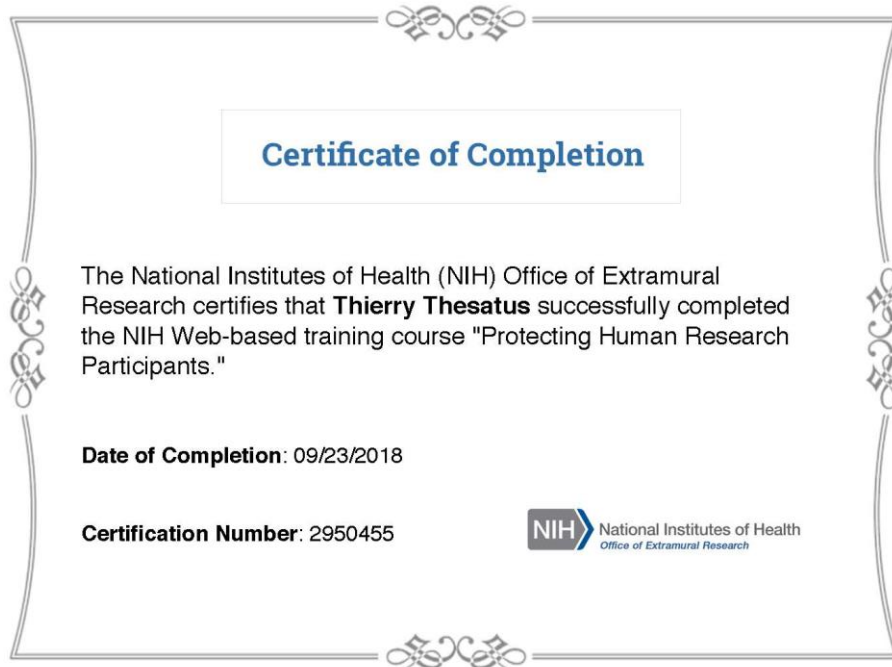 Certificate of Completion
The National Institutes of Health (NIH) Office of Extramural
Research certifies that Thierry Thesatus successfully completed
the NIH Web-based training course "Protecting Human Research
Participants."
Date of Completion: 09/23/2018
Certification Number: 2950455
NIH National Institutes of Health
Office of Extramural Research